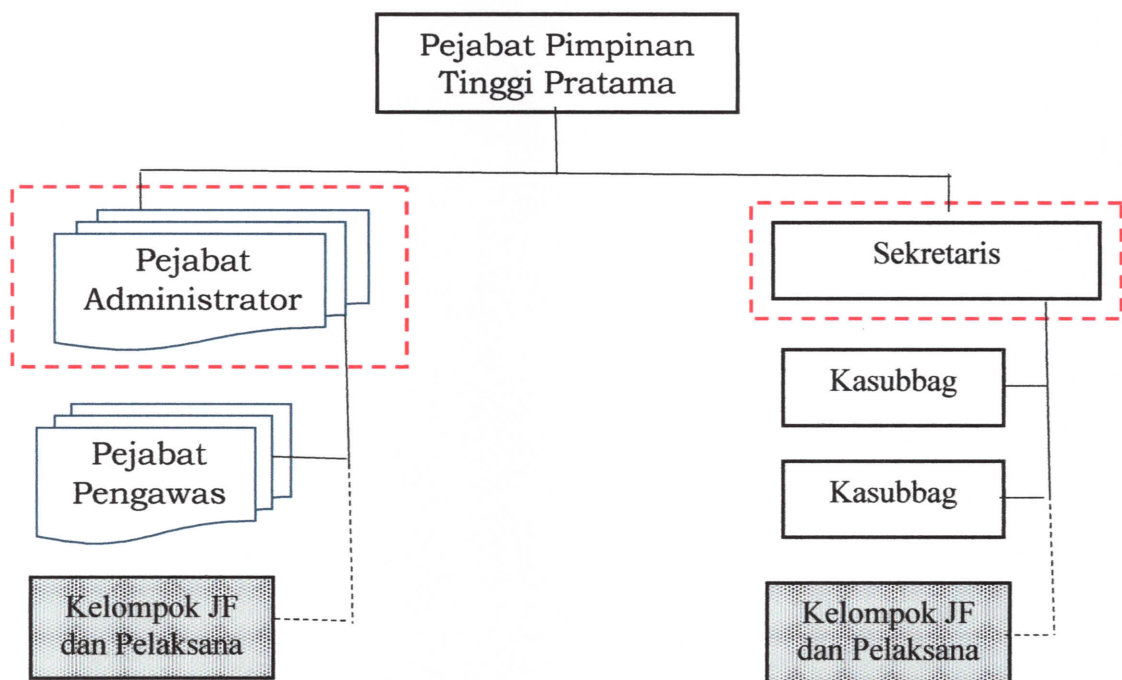 Pejabat Pimpinan
Tinggi Pratama
Pejabat
Administrator
Sekretaris
Kasubbag
Pejabat
Pengawas
Kasubbag
Kelompok JF
dan Pelaksana
Kelompok JF
dan Pelaksana